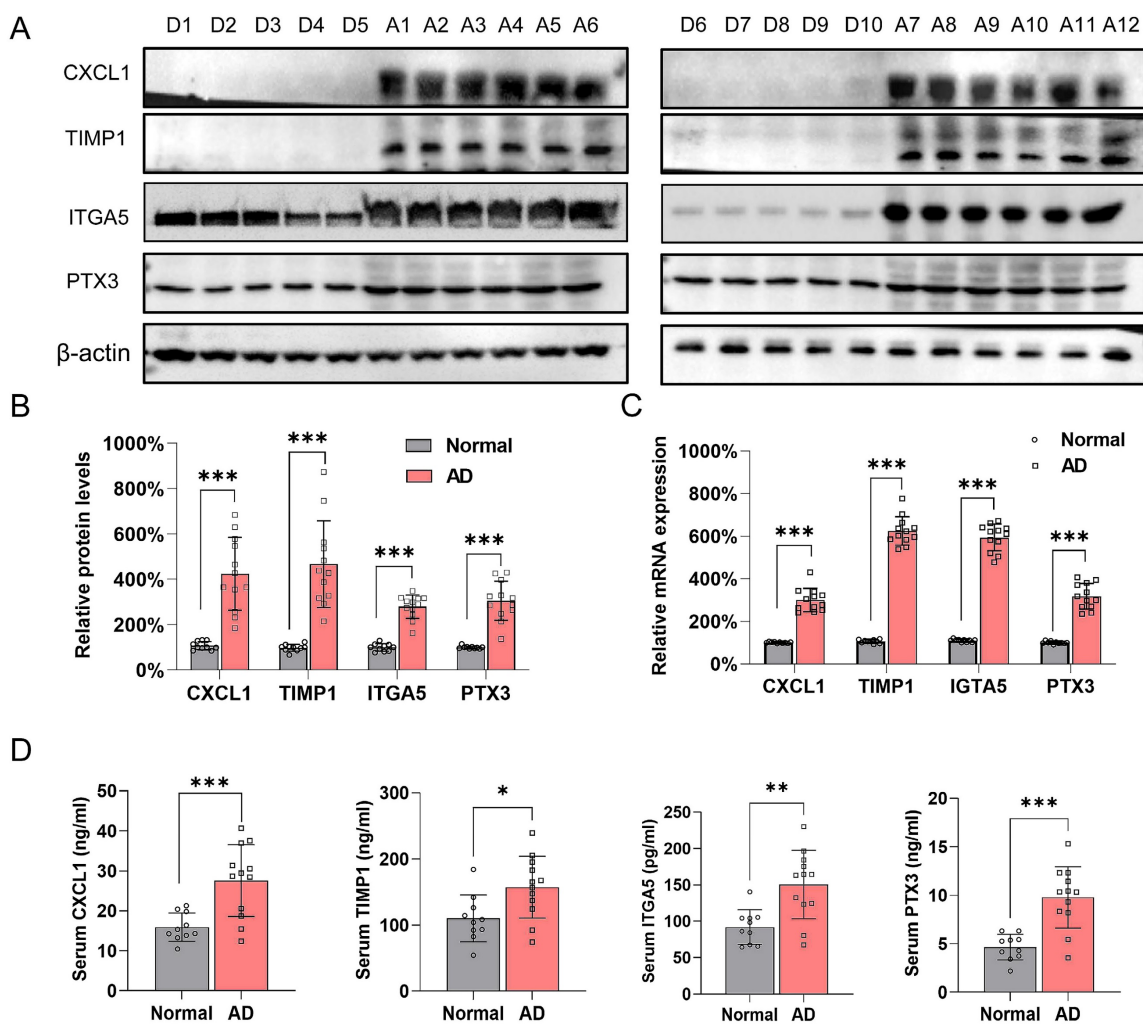 A
D1 D2 D3 D4 D5 A1 A2 A3 A4 A5 A6
D6 D7 D8 D9 D10 A7 A8 A9 A10 A11 A12
CXCL1
TIMP1
ITGA5
PTX3
β-actin
B
Relative protein levels
1000%
800%
600%
400%
200%
0%
***
***
***
***
Normal
AD
CXCL1 TIMP1 ITGA5 PTX3
C
Relative mRNA expression
1000%
800%
600%
400%
200%
0%
***
***
***
***
Normal
AD
CXCL1 TIMP1 IGTA5 PTX3
D
Serum CXCL1 (ng/ml)
50
40
30
20
10
0
***
Normal AD
Serum TIMP1 (ng/ml)
300
200
100
0
*
Normal AD
Serum ITGA5 (pg/ml)
250
200
150
100
50
0
**
Normal AD
Serum PTX3 (ng/ml)
20
15
10
5
0
***
Normal AD